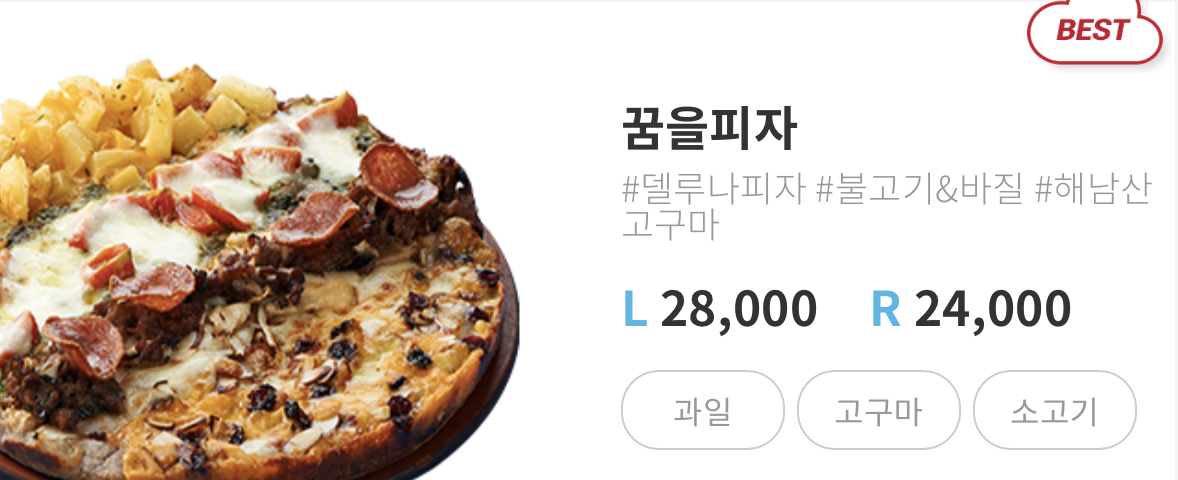 BEST
꿈을피자
#델루나피자 #불고기&바질 #해남산
고구마
L 28,000 R 24,000
과일 고구마 소고기